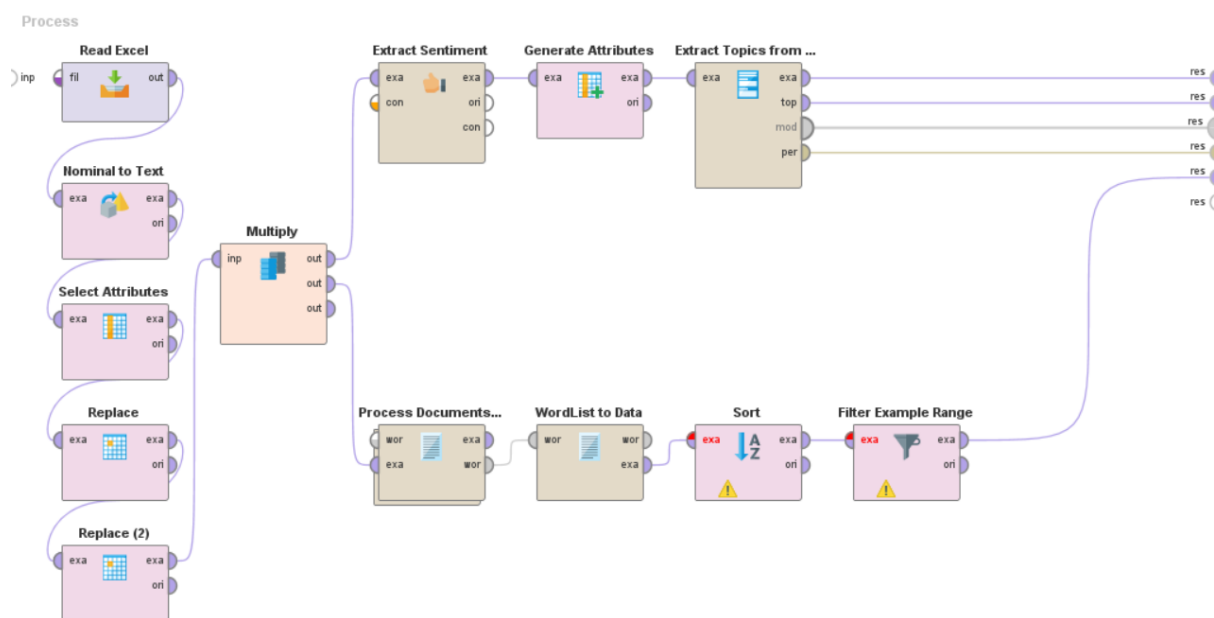 Process
inp
Read Excel
fil
out
Nominal to Text
exa
exa
ori
Select Attributes
exa
exa
ori
Replace
exa
exa
ori
Replace (2)
exa
exa
ori
Multiply
inp
out
out
out
Extract Sentiment
exa
exa
con
ori
con
Generate Attributes
exa
exa
ori
Extract Topics from ...
exa
exa
top
mod
per
Process Documents...
wor
exa
exa
wor
WordList to Data
wor
wor
exa
Sort
exa
exa
A
Z
ori
Filter Example Range
exa
exa
ori
res
res
res
res
res
res